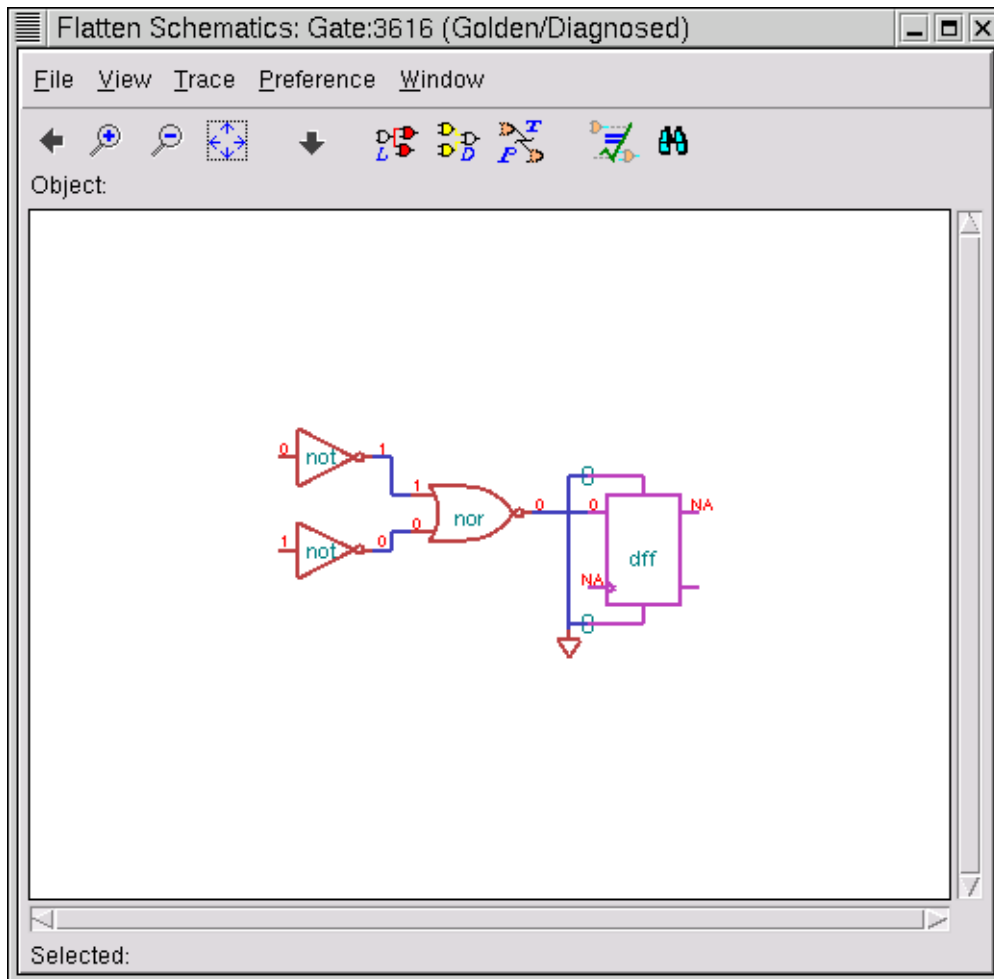 Flatten Schematics: Gate:3616 (Golden/Diagnosed)
File View Trace Preference Window
L D P T
Object:
0 not 1
1 0 nor 0 0 NA
1 not 0
dff
NA
0
0
Selected: